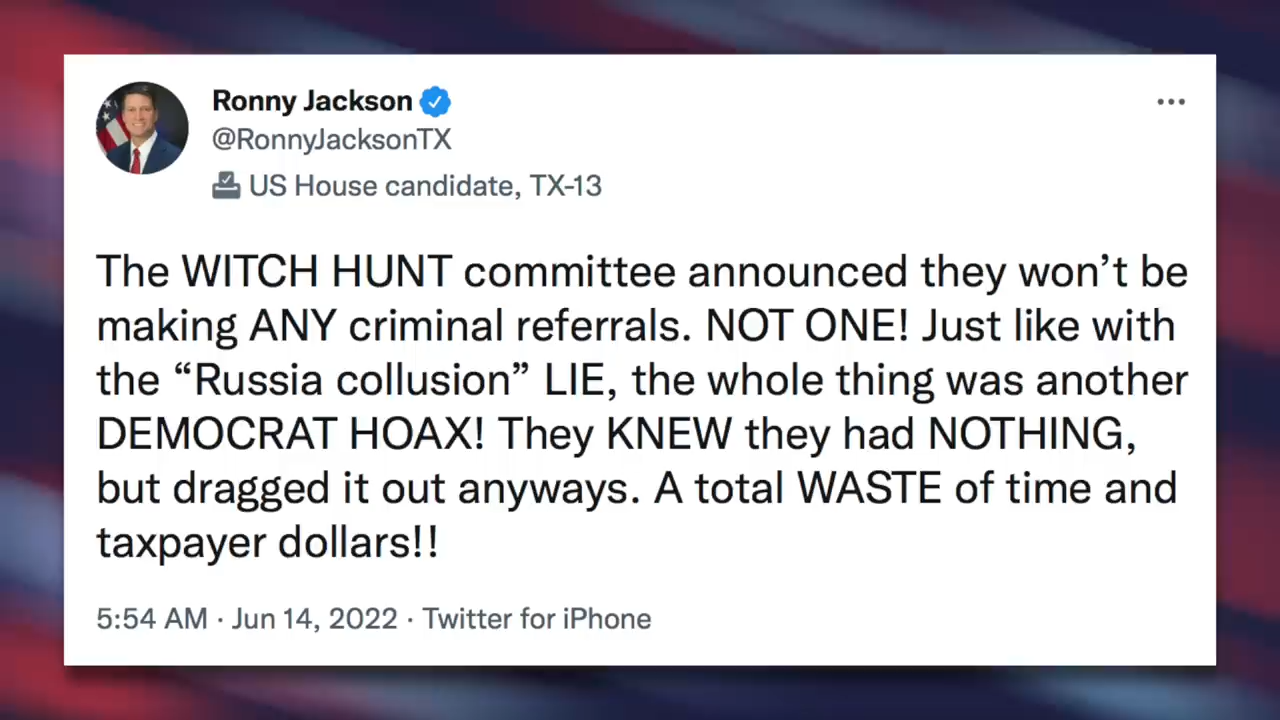 Ronny Jackson
@RonnyJacksonTX
US House candidate, TX-13
The WITCH HUNT committee announced they won’t be
making ANY criminal referrals. NOT ONE! Just like with
the “Russia collusion” LIE, the whole thing was another
DEMOCRAT HOAX! They KNEW they had NOTHING,
but dragged it out anyways. A total WASTE of time and
taxpayer dollars!!
5:54 AM · Jun 14, 2022 · Twitter for iPhone